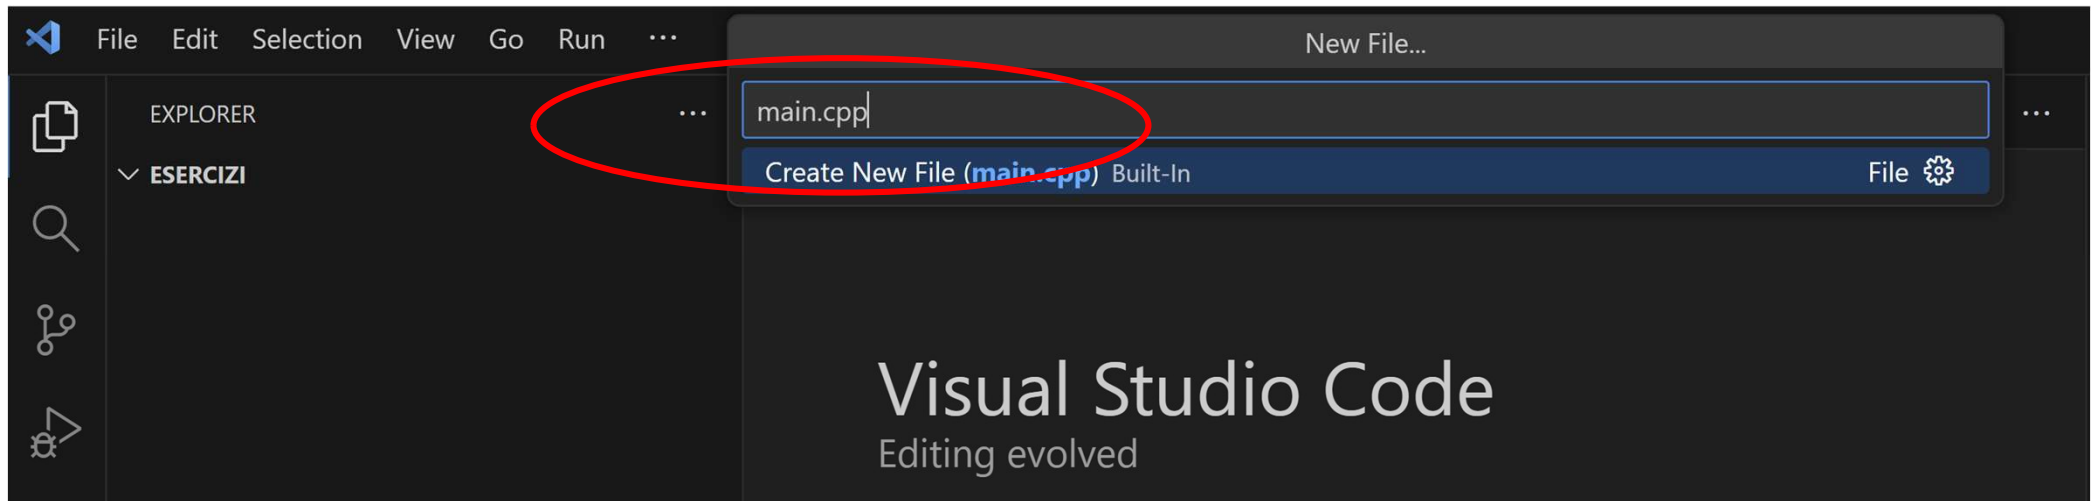 File Edit Selection View Go Run ···
New File...
EXPLORER ···
main.cpp
···
ESERCIZI
Create New File (main.cpp) Built-In File
Visual Studio Code
Editing evolved